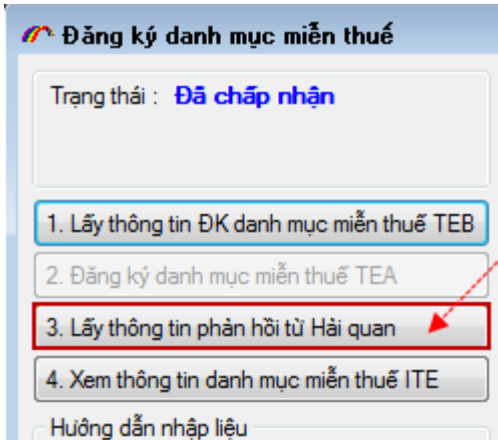 Đăng ký danh mục miễn thuế
Trạng thái : Đã chấp nhận
1. Lấy thông tin ĐK danh mục miễn thuế TEB
2. Đăng ký danh mục miễn thuế TEA
3. Lấy thông tin phản hồi từ Hải quan
4. Xem thông tin danh mục miễn thuế ITE
Hướng dẫn nhập liệu